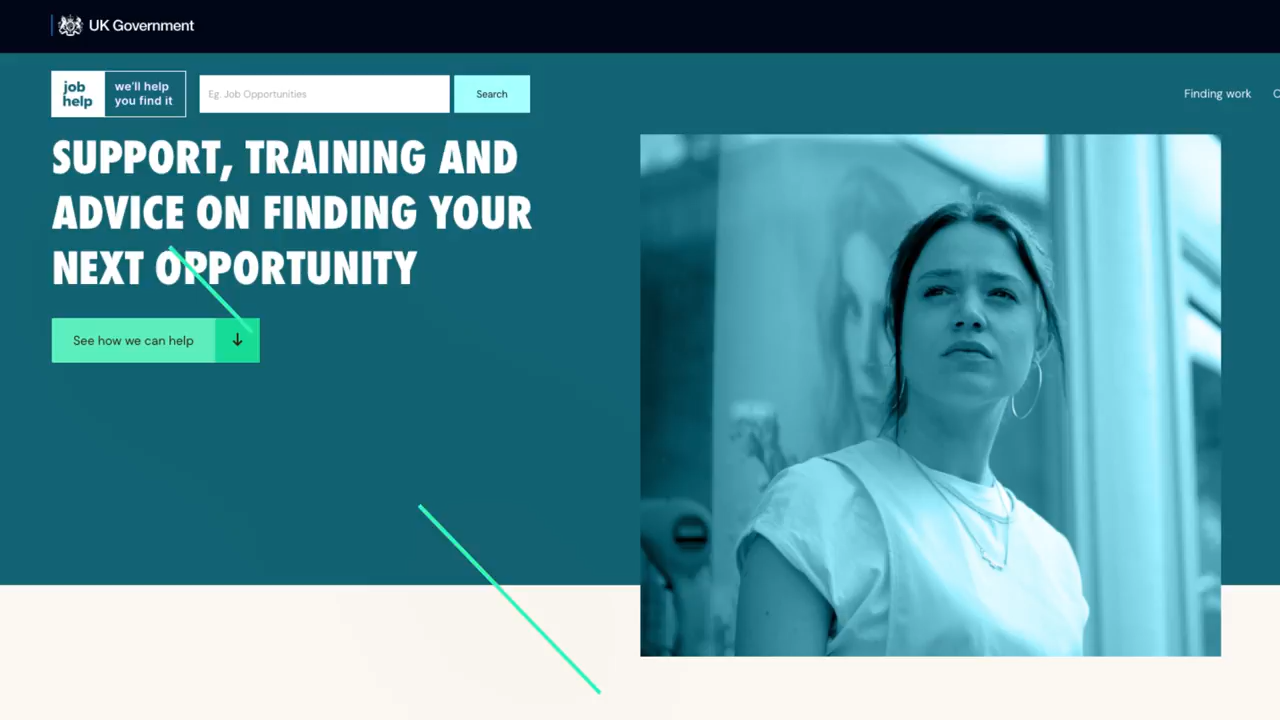 UK Government
job
help
we'll help
you find it
Eg. Job Opportunities
Search
Finding work
SUPPORT, TRAINING AND
ADVICE ON FINDING YOUR
NEXT OPPORTUNITY
See how we can help